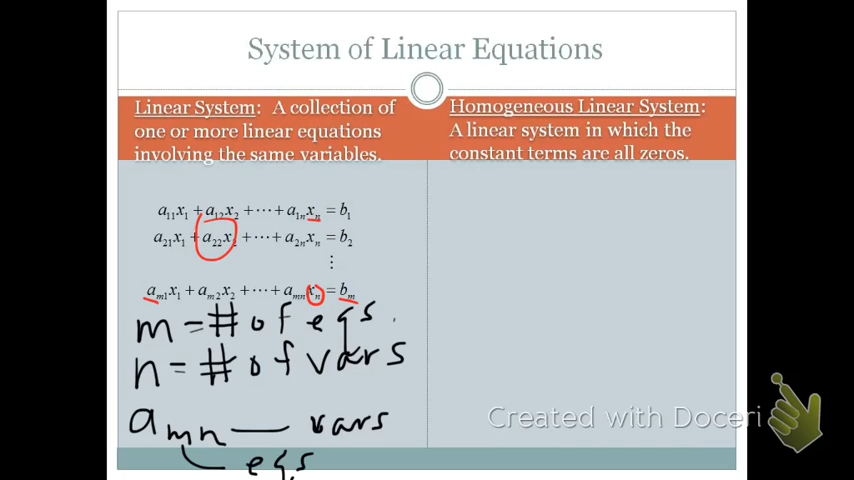 System of Linear Equations
Linear System: A collection of
one or more linear equations
involving the same variables.
Homogeneous Linear System:
A linear system in which the
constant terms are all zeros.
a₁₁x₁ + a₁₂x₂ + ⋯ + a₁ₙxₙ = b₁
a₂₁x₁ + a₂₂x₂ + ⋯ + a₂ₙxₙ = b₂
⋮
aₘ₁x₁ + aₘ₂x₂ + ⋯ + aₘₙxₙ = bₘ
m = # of eqs.
n = # of vars
aₘₙ — vars
eqs
Created with Doceri